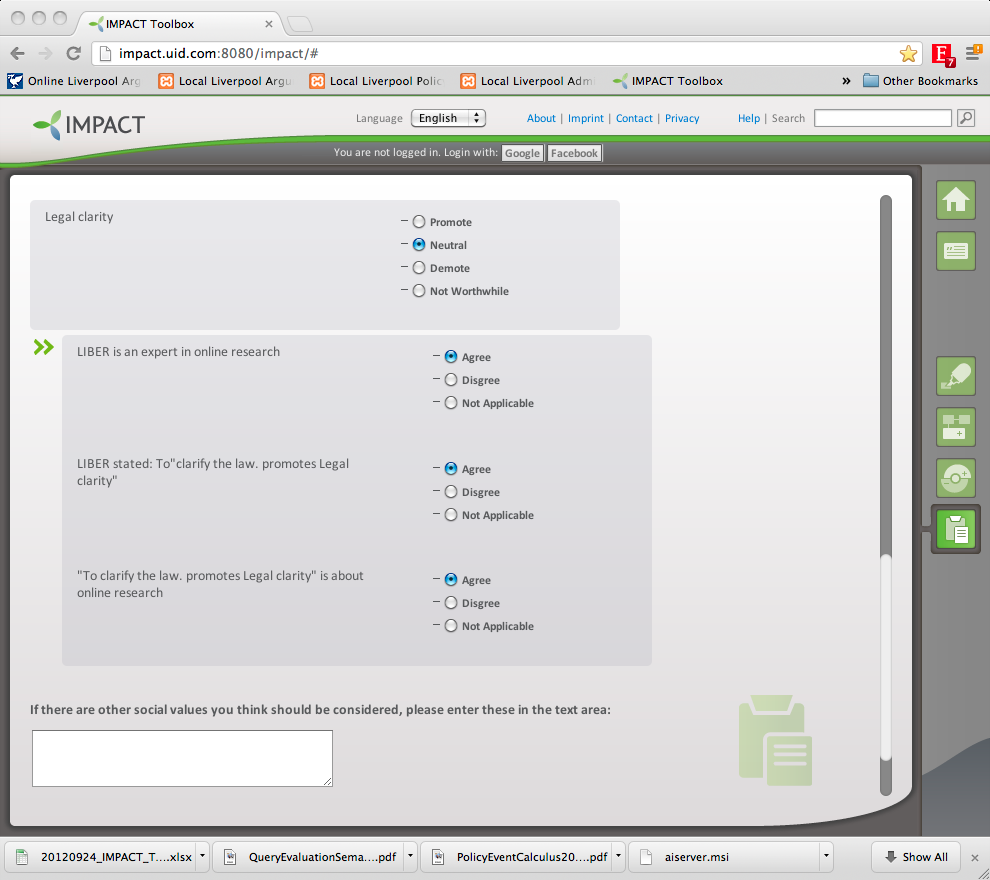 IMPACT Toolbox
impact.uid.com:8080/impact/#
7
Online Liverpool Arg
Local Liverpool Argu
Local Liverpool Polic
Local Liverpool Adm
IMPACT Toolbox
»
Other Bookmarks
IMPACT
Language
English
About | Imprint | Contact | Privacy
Help | Search
You are not logged in. Login with: Google Facebook
Legal clarity
Promote
Neutral
Demote
Not Worthwhile
LIBER is an expert in online research
Agree
Disgree
Not Applicable
LIBER stated: To"clarify the law. promotes Legal
clarity"
Agree
Disgree
Not Applicable
"To clarify the law. promotes Legal clarity" is about
online research
Agree
Disgree
Not Applicable
If there are other social values you think should be considered, please enter these in the text area:
20120924_IMPACT_T....xlsx
QueryEvaluationSema....pdf
PolicyEventCalculus20....pdf
aiserver.msi
Show All